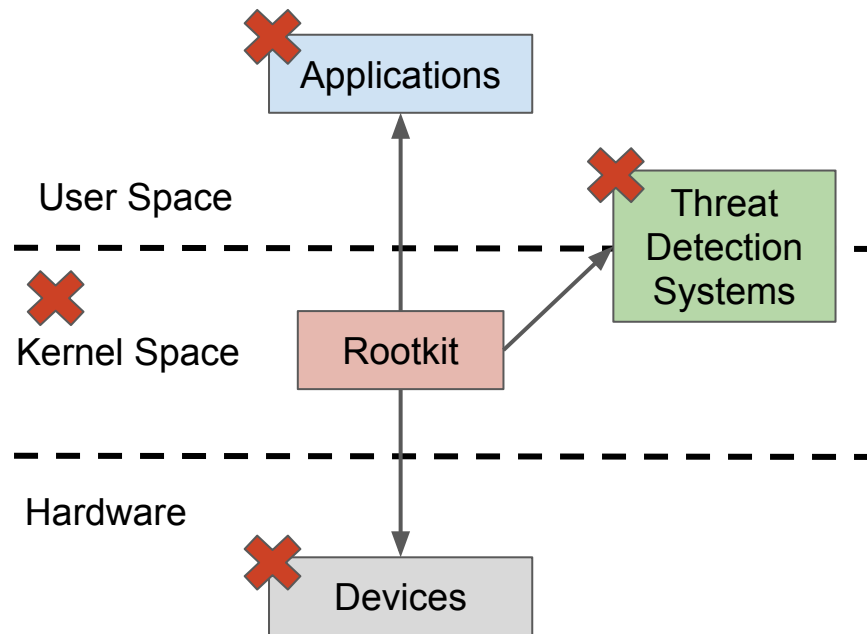 Applications
User Space
Threat
Detection
Systems
Kernel Space
Rootkit
Hardware
Devices